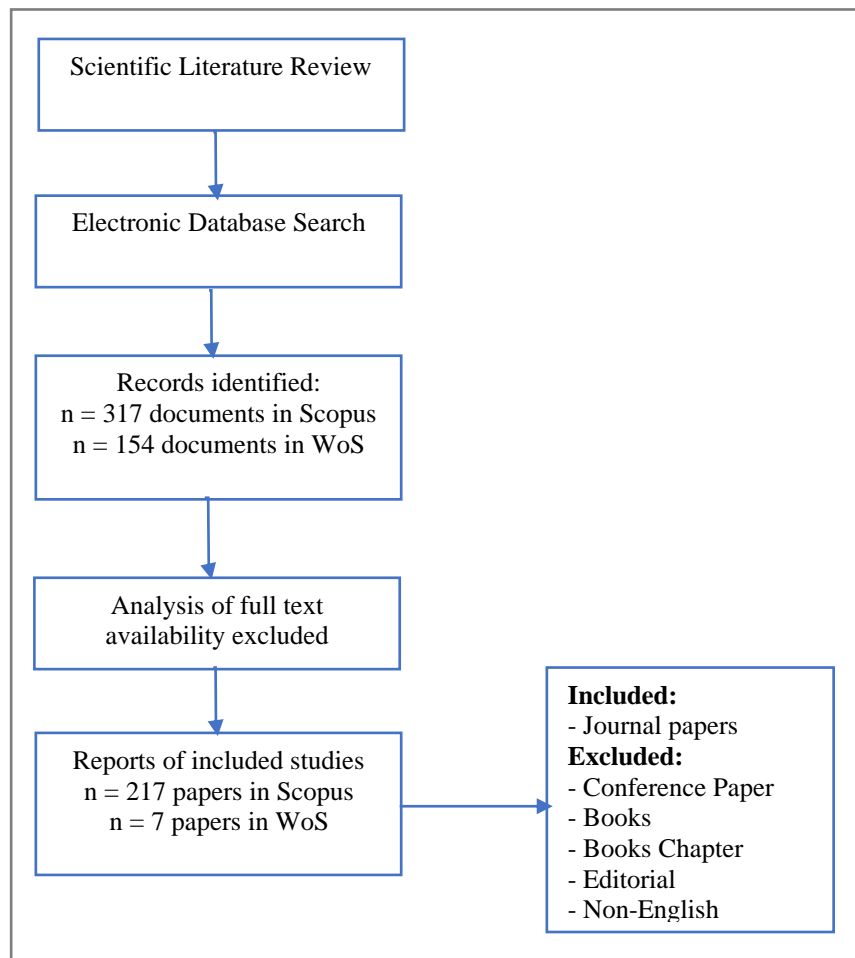 Scientific Literature Review
Electronic Database Search
Records identified:
n = 317 documents in Scopus
n = 154 documents in WoS
Analysis of full text
availability excluded
Reports of included studies
n = 217 papers in Scopus
n = 7 papers in WoS
Included:
- Journal papers
Excluded:
- Conference Paper
- Books
- Books Chapter
- Editorial
- Non-English